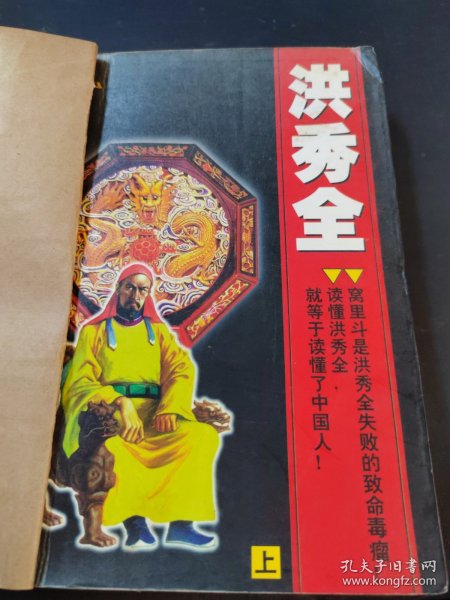 洪秀全
窝里斗是洪秀全失败的致命毒瘤
读懂洪秀全，
就等于读懂了中国人！
上
孔夫子旧书网
www.kongfz.com